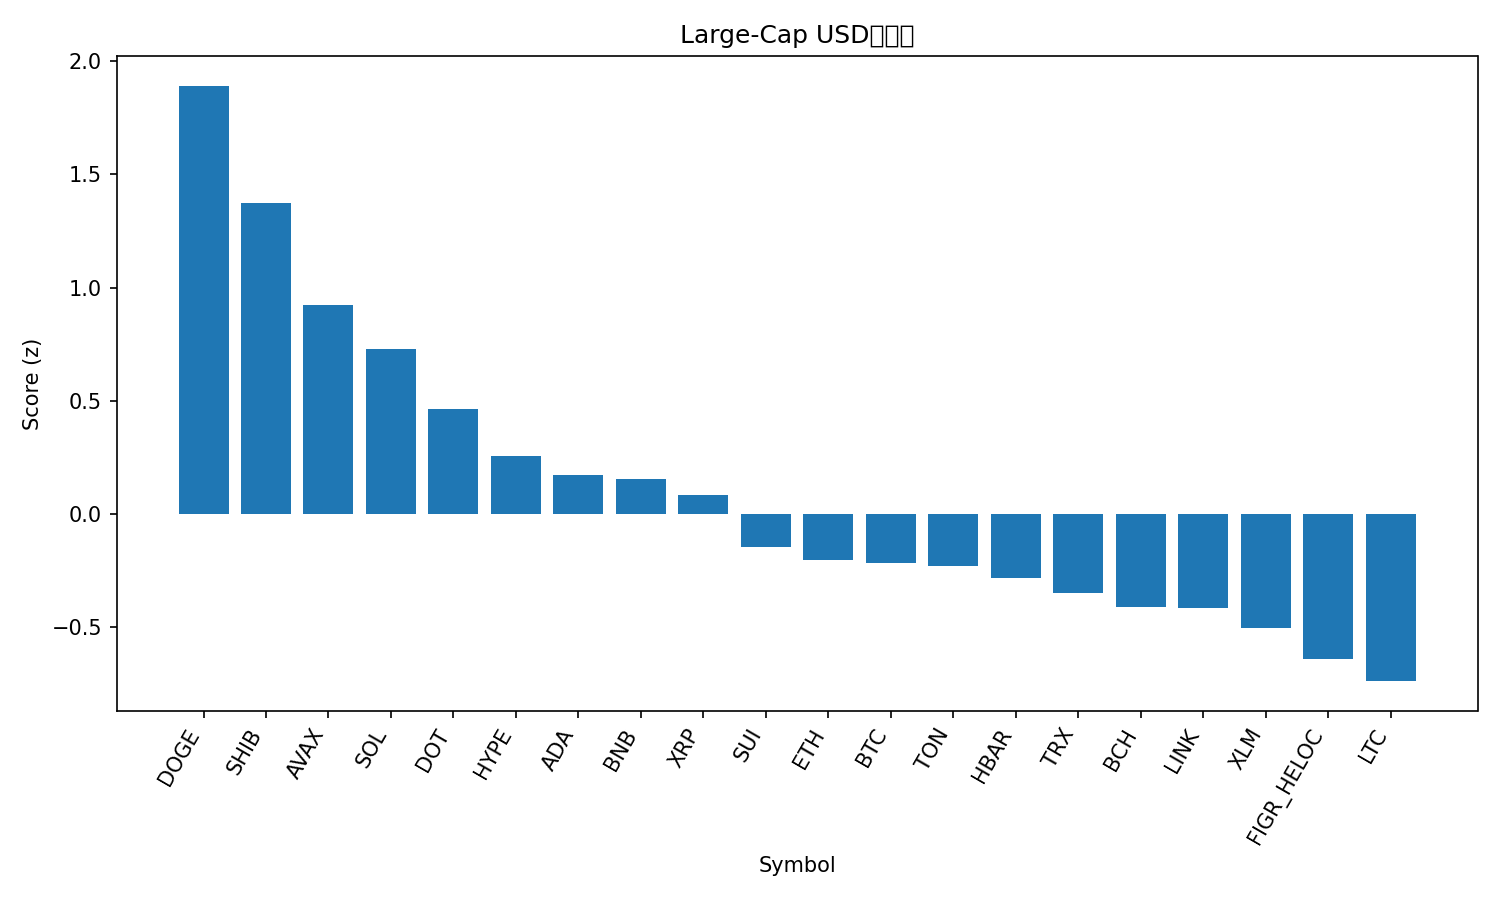 Large-Cap USD
Score (z)
2.0
1.5
1.0
0.5
0.0
−0.5
DOGE
SHIB
AVAX
SOL
DOT
HYPE
ADA
BNB
XRP
SUI
ETH
BTC
TON
HBAR
TRX
BCH
LINK
XLM
FIGR_HELOC
LTC
Symbol